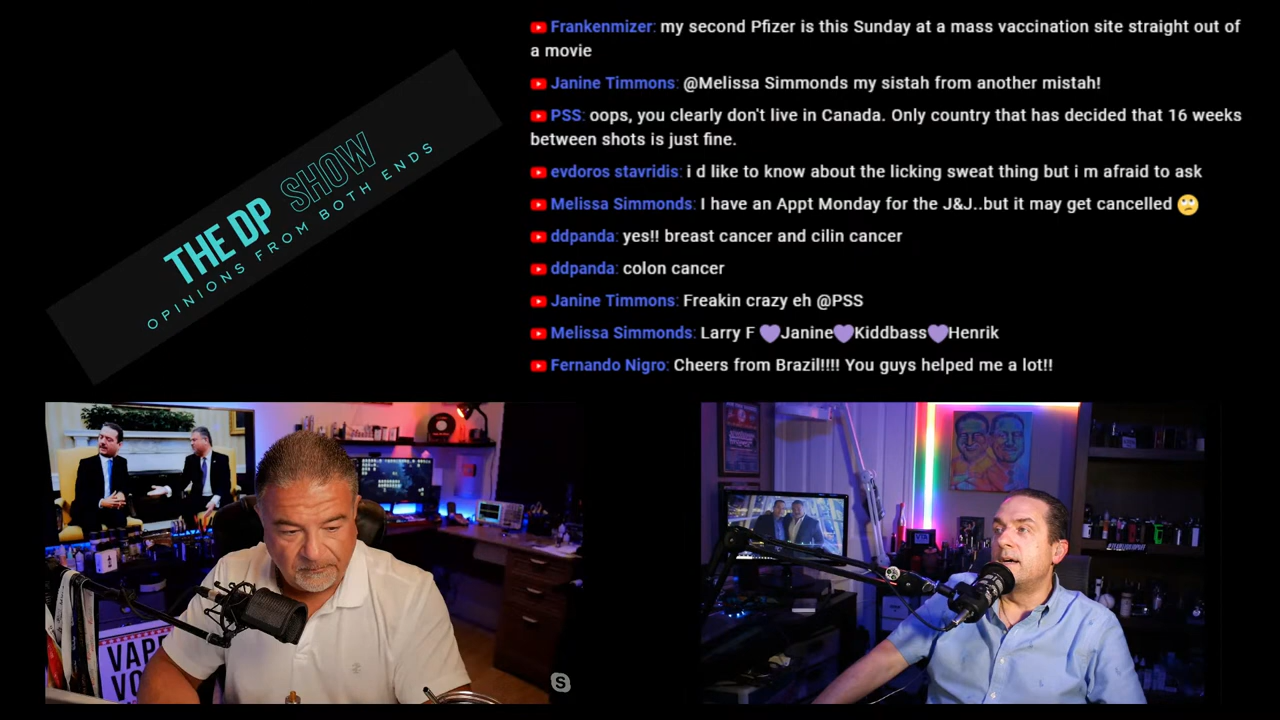 Frankenmizer: my second Pfizer is this Sunday at a mass vaccination site straight out of
a movie
Janine Timmons: @Melissa Simmonds my sistah from another mistah!
PSS: oops, you clearly don't live in Canada. Only country that has decided that 16 weeks
between shots is just fine.
evdoros stavridis: i d like to know about the licking sweat thing but i m afraid to ask
Melissa Simmonds: I have an Appt Monday for the J&J..but it may get cancelled 🙄
ddpanda: yes!! breast cancer and cilin cancer
ddpanda: colon cancer
Janine Timmons: Freakin crazy eh @PSS
Melissa Simmonds: Larry F 💜Janine💜Kiddbass💜Henrik
Fernando Nigro: Cheers from Brazil!!!! You guys helped me a lot!!
THE DP SHOW
OPINIONS FROM BOTH ENDS
VAPE
VO